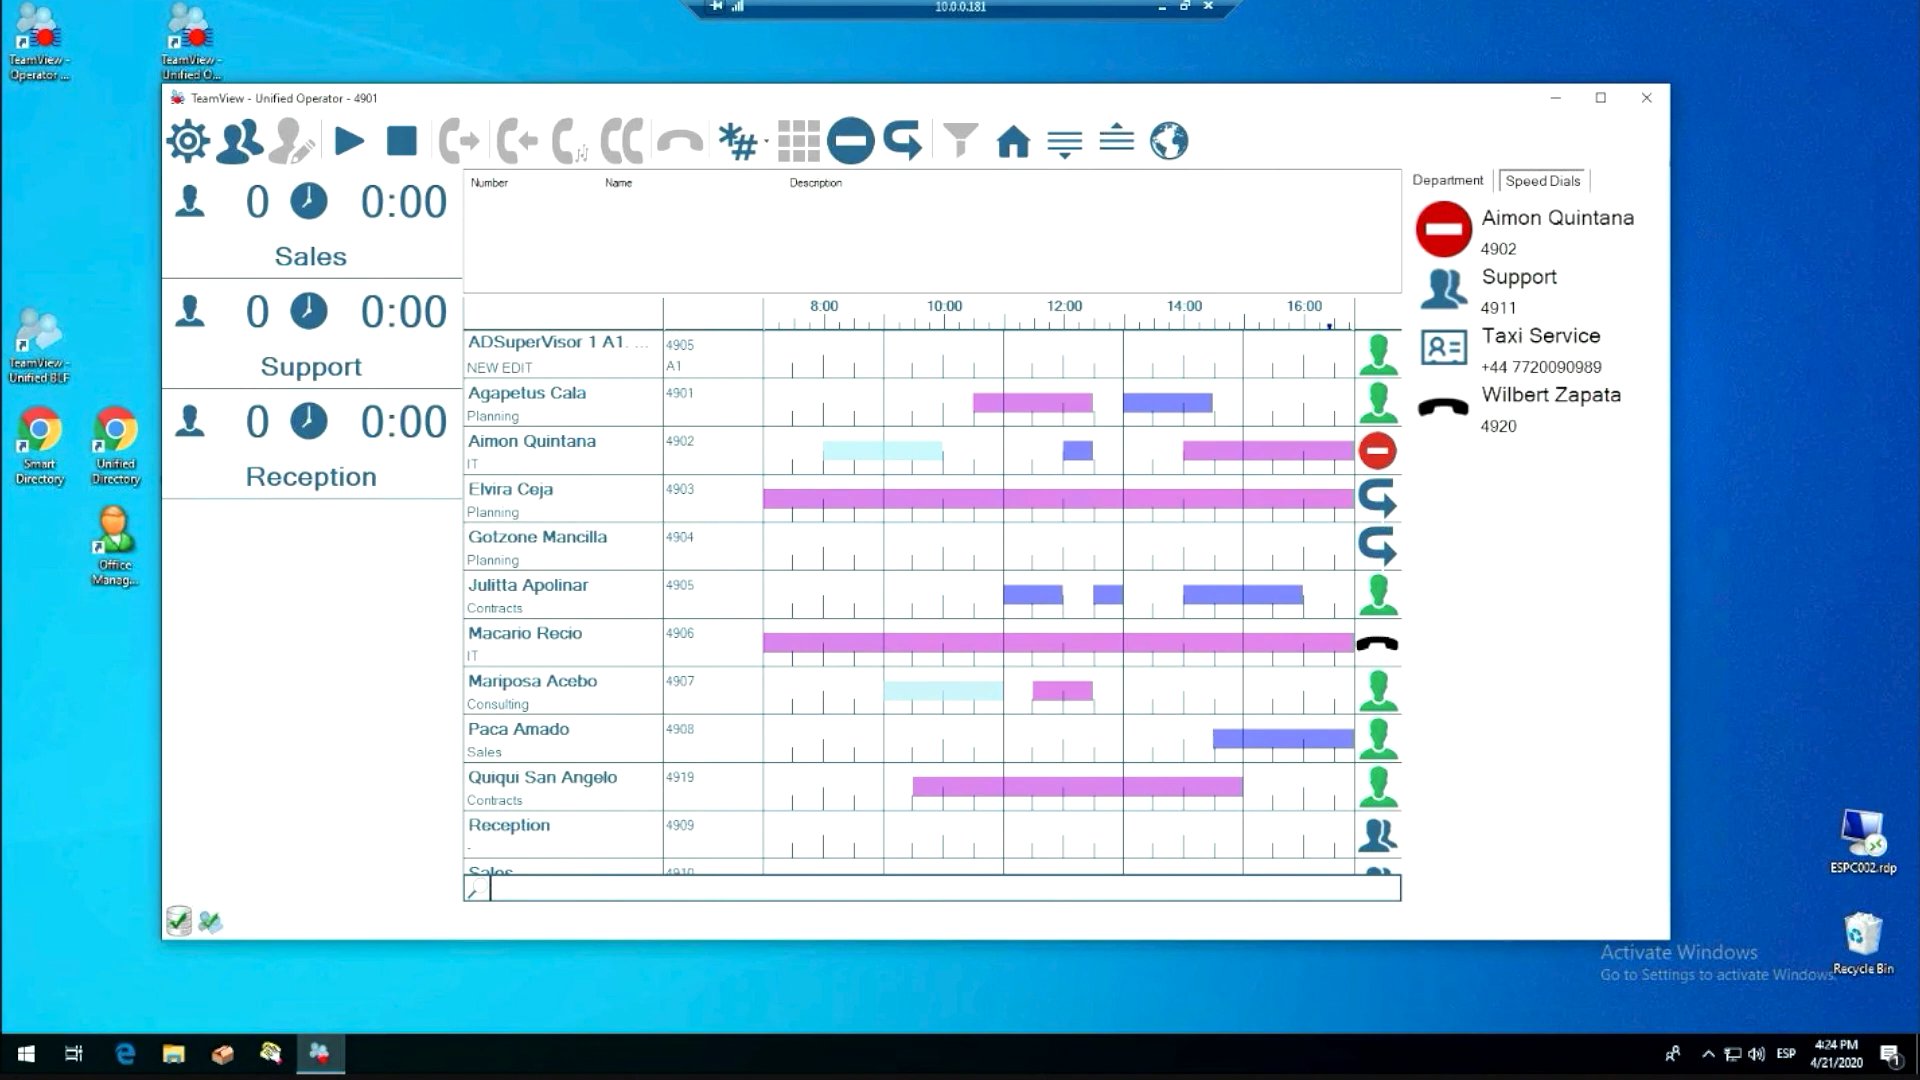 10.0.0.181
TeamView -
Operator ...
TeamView -
Unified O...
TeamView - Unified Operator - 4901
0 0:00
Sales
0 0:00
Support
0 0:00
Reception
Number Name Description
8:00 10:00 12:00 14:00 16:00
ADSuperVisor 1 A1. ... 4905
NEW EDIT A1
Agapetus Cala 4901
Planning
Aimon Quintana 4902
IT
Elvira Ceja 4903
Planning
Gotzone Mancilla 4904
Planning
Julitta Apolinar 4905
Contracts
Macario Recio 4906
IT
Mariposa Acebo 4907
Consulting
Paca Amado 4908
Sales
Quiqui San Angelo 4919
Contracts
Reception 4909
-
Sales 4910
Department Speed Dials
Aimon Quintana
4902
Support
4911
Taxi Service
+44 7720090989
Wilbert Zapata
4920
TeamView -
Unified BLF
Smart
Directory
Unified
Directory
Office
Manag...
ESPC002.rdp
Recycle Bin
Activate Windows
Go to Settings to activate Windows.
ESP
4:24 PM
4/21/2020
1